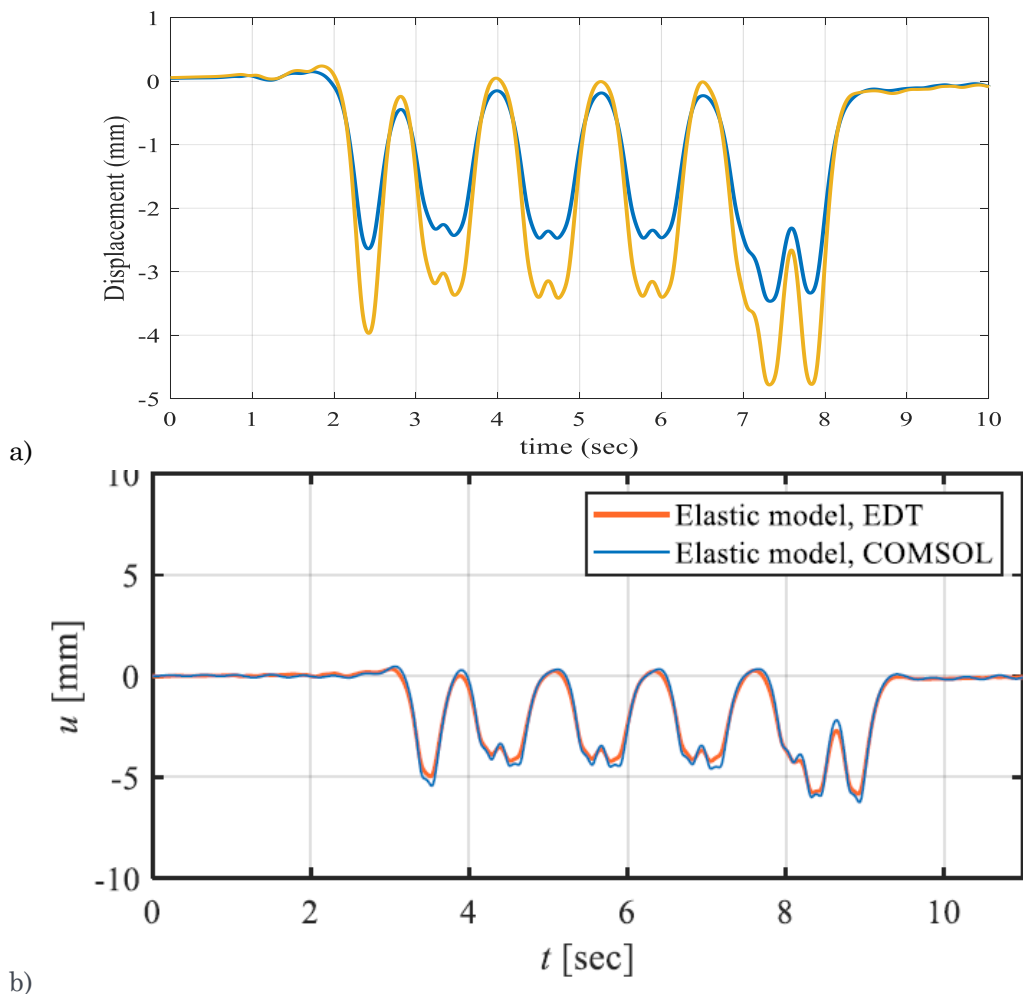 1
0
-1
-2
-3
-4
-5
Displacement (mm)
0 1 2 3 4 5 6 7 8 9 10
time (sec)
a)
10
5
0
-5
-10
u [mm]
Elastic model, EDT
Elastic model, COMSOL
0 2 4 6 8 10
t [sec]
b)